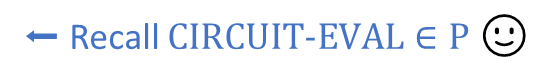 ← Recall CIRCUIT-EVAL ∈ P ☺